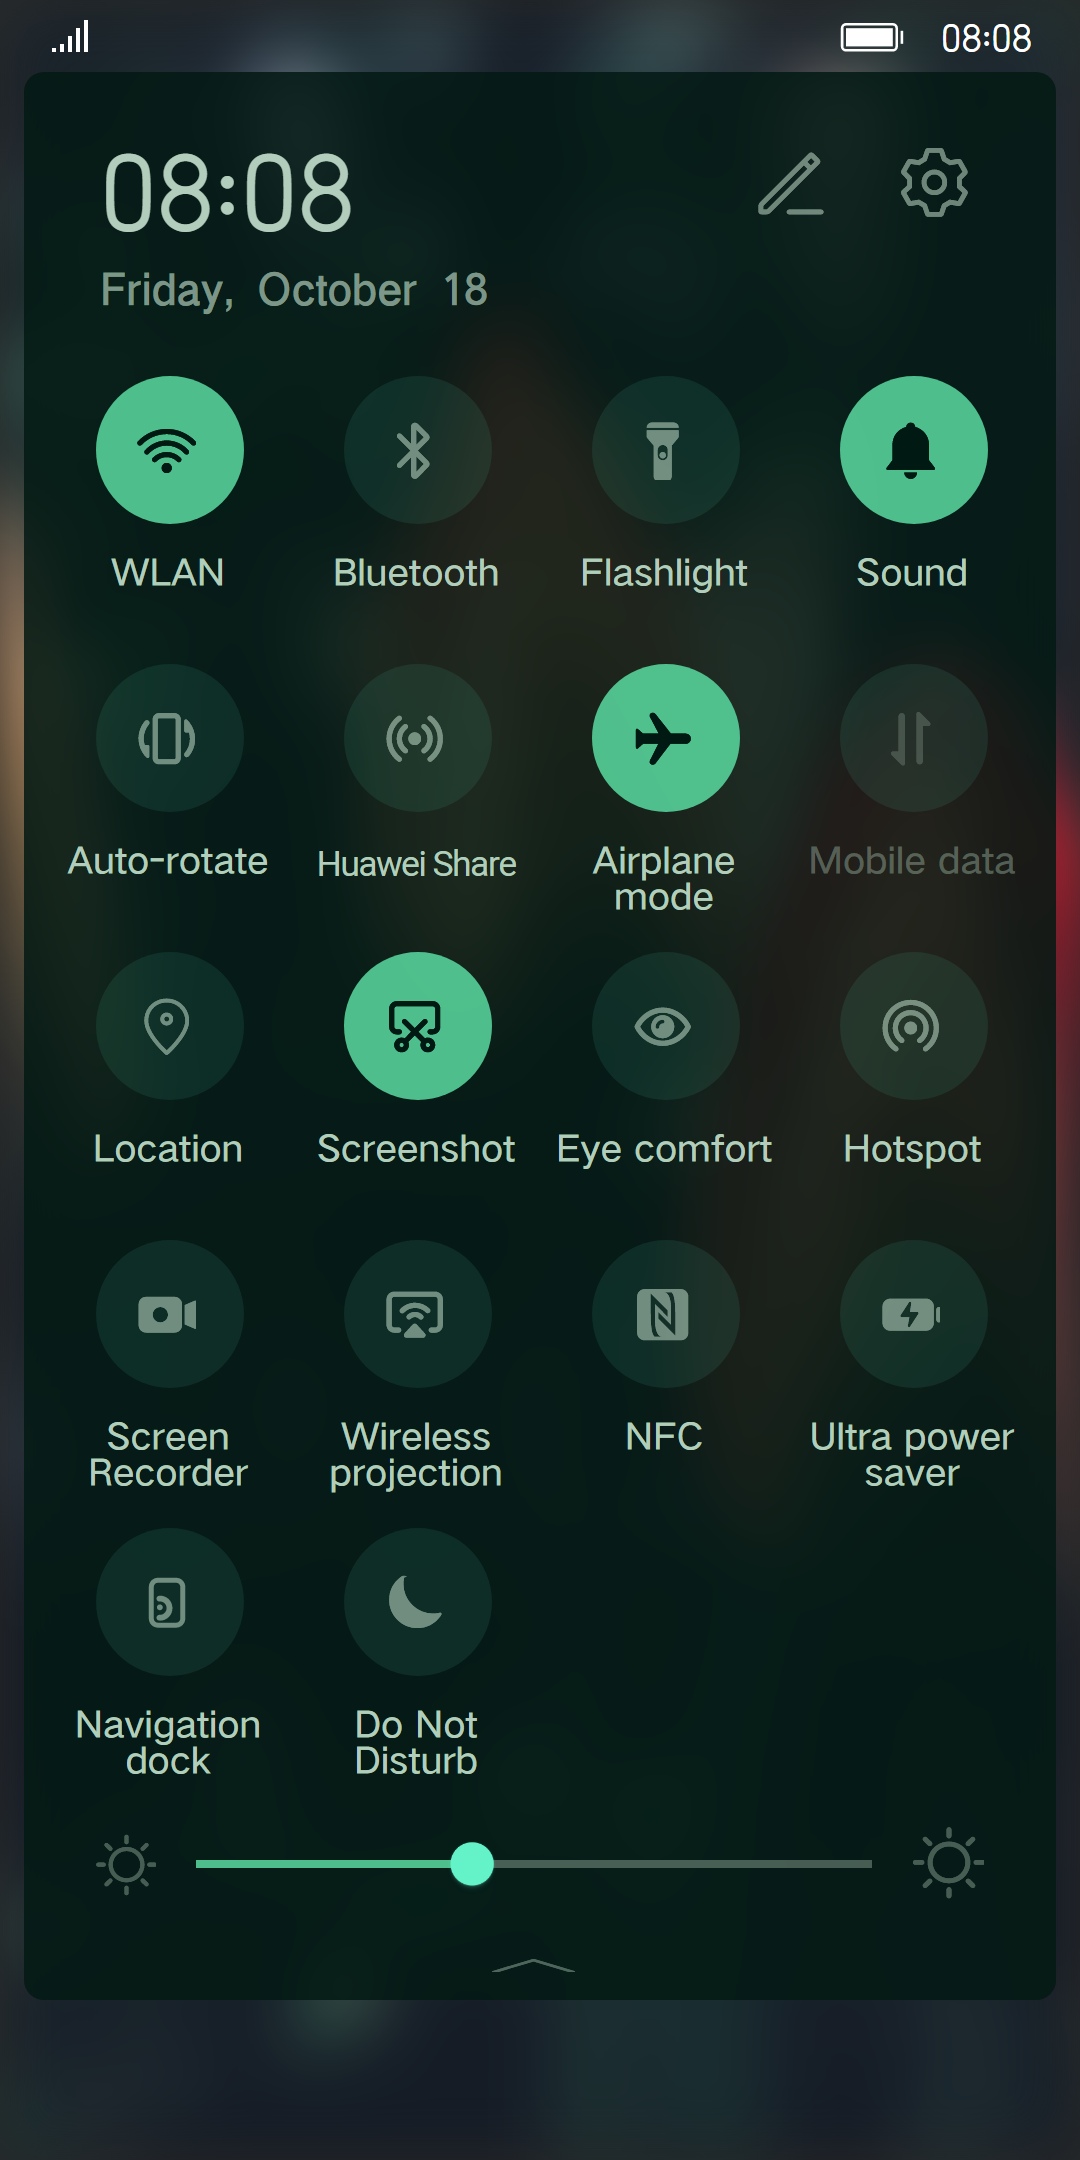 08:08
08:08
Friday, October 18
WLAN Bluetooth Flashlight Sound
Auto-rotate Huawei Share Airplane mode Mobile data
Location Screenshot Eye comfort Hotspot
Screen Recorder Wireless projection NFC Ultra power saver
Navigation dock Do Not Disturb